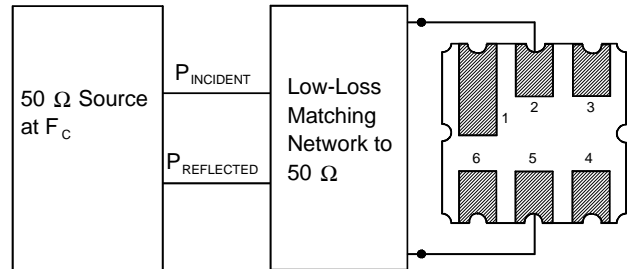 50 Ω Source
at F_C
P_INCIDENT
P_REFLECTED
Low-Loss
Matching
Network to
50 Ω
1
2
3
6
5
4